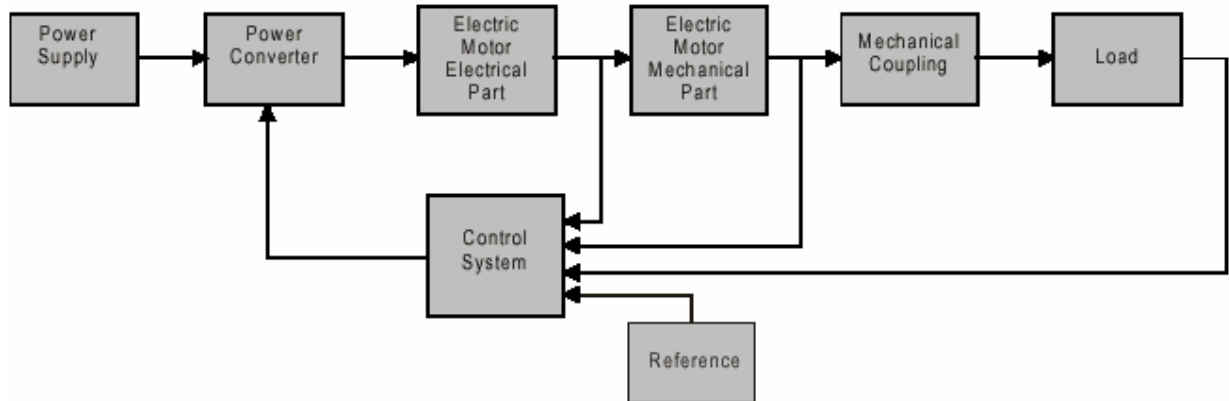 Power
Supply
Power
Converter
Electric
Motor
Electrical
Part
Electric
Motor
Mechanical
Part
Mechanical
Coupling
Load
Control
System
Reference